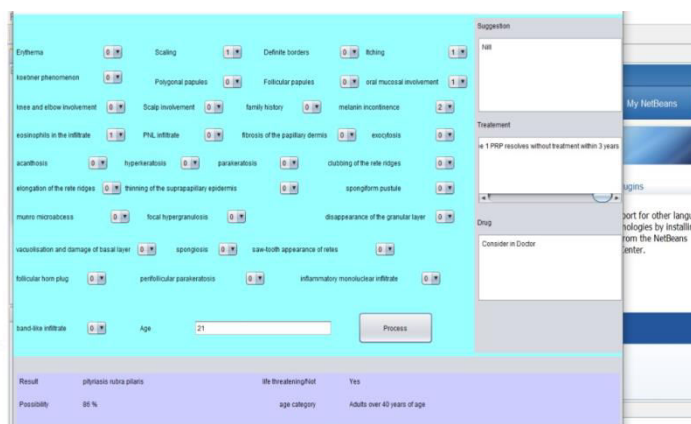 Suggestion
Erythema 0 Scaling 1 Definite borders 0 Itching 1
Nill
koebner phenomenon 0 Polygonal papules 0 Follicular papules 0 oral mucosal involvement 1
knee and elbow involvement 0 Scalp involvement 0 family history 0 melanin incontinence 2
My NetBeans
eosinophils in the infiltrate 1 PNL infiltrate 0 fibrosis of the papillary dermis 0 exocytosis 0
Treatement
e 1 PRP resolves without treatment within 3 years
acanthosis 0 hyperkeratosis 0 parakeratosis 0 clubbing of the rete ridges 0
elongation of the rete ridges 0 thinning of the suprapapillary epidermis 0 spongiform pustule 0
ugins
munro microabcess 0 focal hypergranulosis 0 disappearance of the granular layer 0
port for other langu
nologies by installin
rom the NetBeans
Center.
Drug
vacuolisation and damage of basal layer 0 spongiosis 0 saw-tooth appearance of retes 0
Consider in Doctor
follicular horn plug 0 perifollicular parakeratosis 0 inflammatory monoluclear infiltrate 0
band-like infiltrate 0 Age 21 Process
Result pityriasis rubra pilaris life threatening/Not Yes
Possibility 86 % age category Adults over 40 years of age